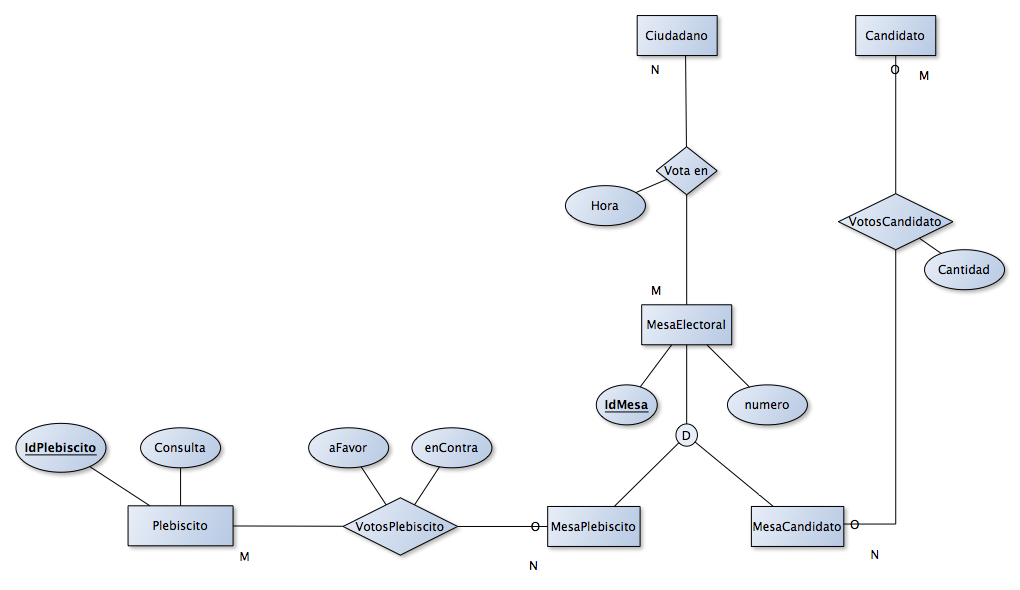 Ciudadano
Candidato
N
O
M
Vota en
Hora
VotosCandidato
Cantidad
M
MesaElectoral
IdMesa
numero
D
IdPlebiscito
Consulta
aFavor
enContra
Plebiscito
VotosPlebiscito
O
MesaPlebiscito
MesaCandidato
O
M
N
N